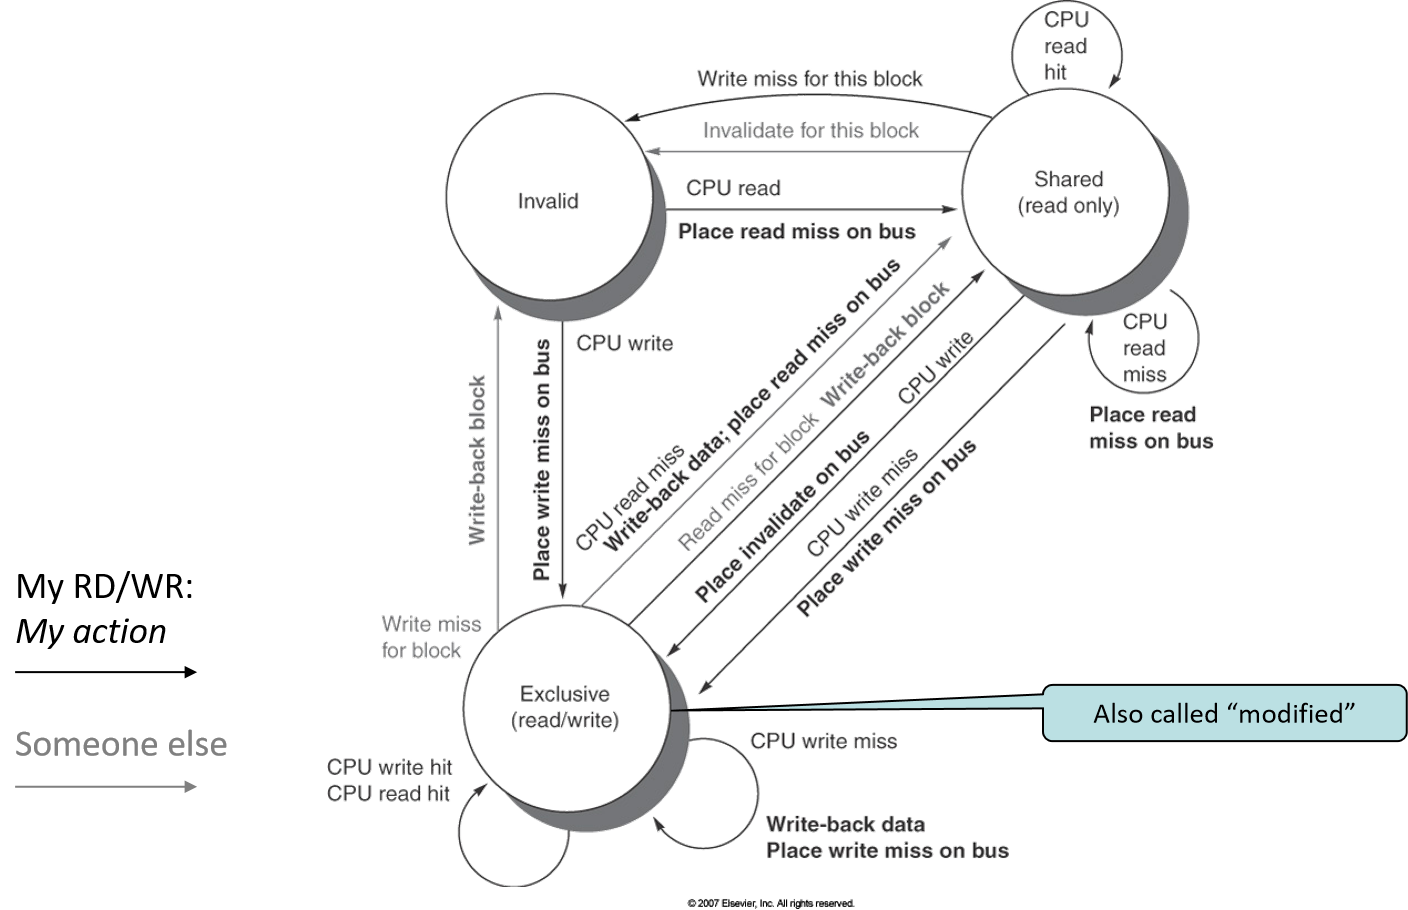 CPU
read
hit
Write miss for this block
Invalidate for this block
CPU read
Place read miss on bus
Invalid
Shared
(read only)
CPU
read
miss
Place read
miss on bus
CPU write
Place write miss on bus
Write-back block
Write miss
for block
CPU read miss
Write-back data; place read miss on bus
Read miss for block Write-back block
CPU write
Place invalidate on bus
CPU write miss
Place write miss on bus
My RD/WR:
My action
Someone else
Exclusive
(read/write)
Also called “modified”
CPU write hit
CPU read hit
CPU write miss
Write-back data
Place write miss on bus
© 2007 Elsevier, Inc. All rights reserved.